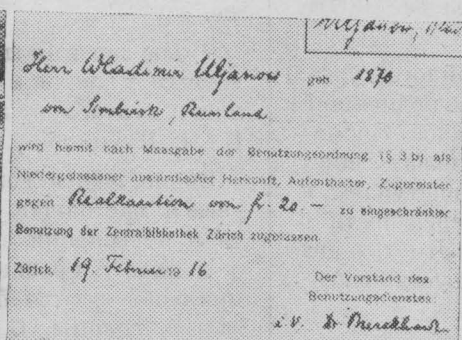 Uljanow, Wlad
Herr Wladimir Uljanow geb. 1870
von Simbirsk, Russland
wird hiemit nach Maasgabe der Benutzungsordnung (§ 3 b) als
Niedergelassener ausländischer Herkunft, Aufenthalter, Zugereister
gegen Realkaution von fr. 20.— zu eingeschränkter
Benutzung der Zentralbibliothek Zürich zugelassen.
Zürich, 19. Februar 1916.
Der Vorstand des
Benutzungsdienstes:
i. V. Dr. Burckhardt